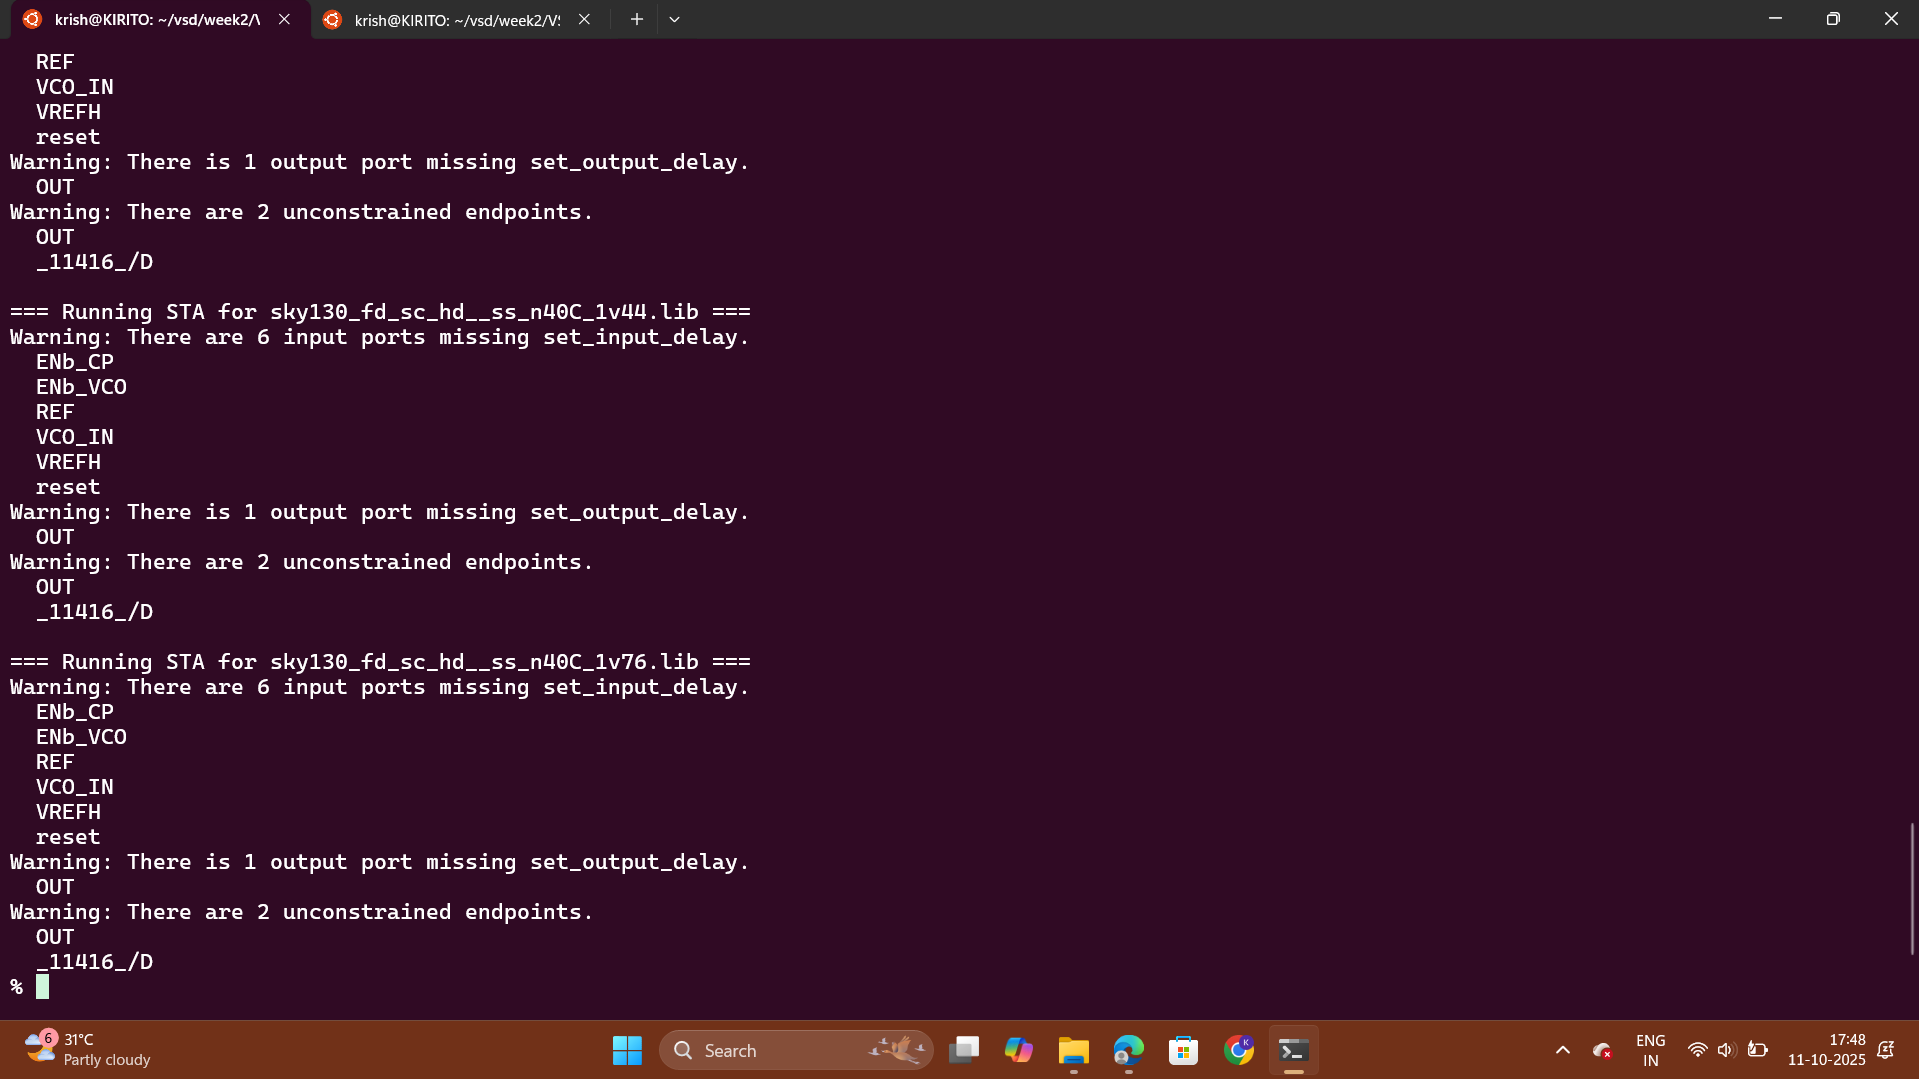 krish@KIRITO: ~/vsd/week2/V
krish@KIRITO: ~/vsd/week2/VS
REF
VCO_IN
VREFH
reset
Warning: There is 1 output port missing set_output_delay.
OUT
Warning: There are 2 unconstrained endpoints.
OUT
_11416_/D
=== Running STA for sky130_fd_sc_hd__ss_n40C_1v44.lib ===
Warning: There are 6 input ports missing set_input_delay.
ENb_CP
ENb_VCO
REF
VCO_IN
VREFH
reset
Warning: There is 1 output port missing set_output_delay.
OUT
Warning: There are 2 unconstrained endpoints.
OUT
_11416_/D
=== Running STA for sky130_fd_sc_hd__ss_n40C_1v76.lib ===
Warning: There are 6 input ports missing set_input_delay.
ENb_CP
ENb_VCO
REF
VCO_IN
VREFH
reset
Warning: There is 1 output port missing set_output_delay.
OUT
Warning: There are 2 unconstrained endpoints.
OUT
_11416_/D
%
6
31°C
Partly cloudy
Search
K
ENG
IN
17:48
11-10-2025